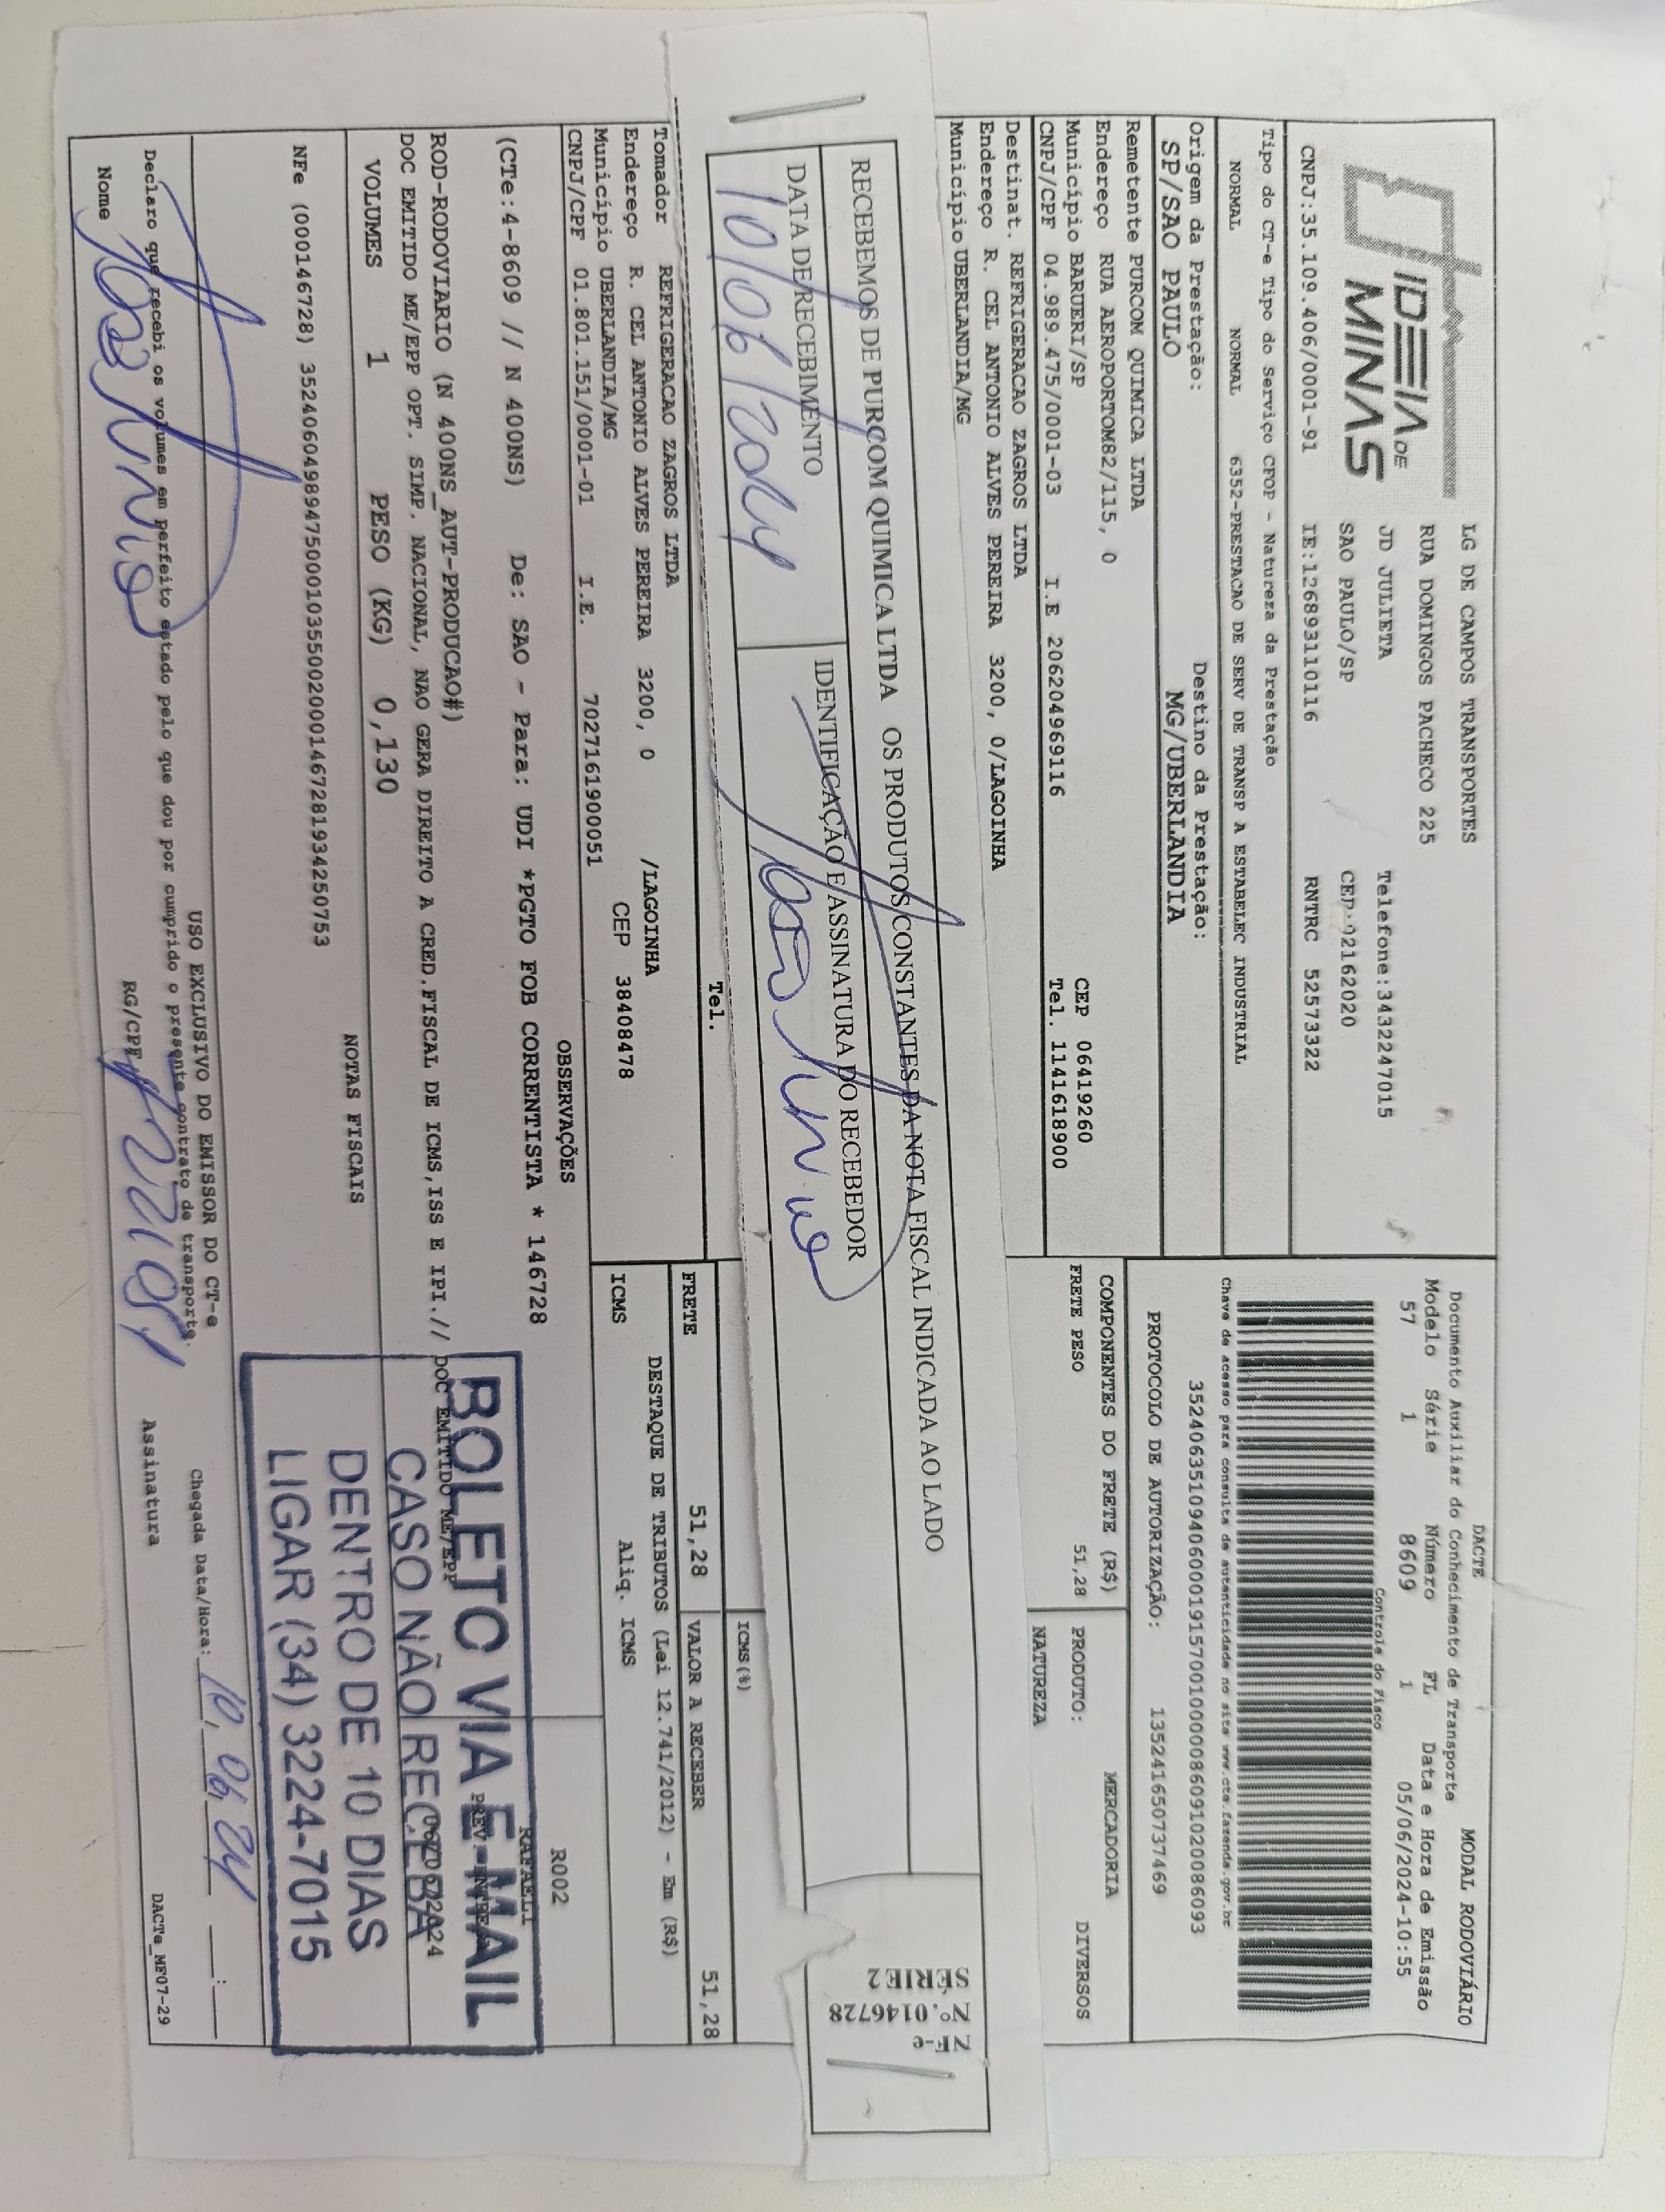 IDEIA DE
MINAS
LG DE CAMPOS TRANSPORTES
RUA DOMINGOS PACHECO 225
JD JULIETA Telefone:3432247015
SAO PAULO/SP CEP:02162020
CNPJ:35.109.406/0001-91 IE:126893110116 RNTRC 52573322
Tipo do CT-e Tipo do Serviço CFOP - Natureza da Prestação
NORMAL NORMAL 6352-PRESTACAO DE SERV DE TRANSP A ESTABELEC INDUSTRIAL
Origem da Prestação: Destino da Prestação:
SP/SAO PAULO MG/UBERLANDIA
Remetente PURCOM QUIMICA LTDA
Endereço RUA AEROPORTOM82/115, 0
Município BARUERI/SP CEP 06419260
CNPJ/CPF 04.989.475/0001-03 I.E 206204969116 Tel. 1141618900
Destinat. REFRIGERACAO ZAGROS LTDA
Endereço R. CEL ANTONIO ALVES PEREIRA 3200, 0/LAGOINHA
Município UBERLANDIA/MG
DACTE MODAL RODOVIÁRIO
Documento Auxiliar do Conhecimento de Transporte
Modelo Série Número FL Data e Hora de Emissão
57 1 8609 1 05/06/2024-10:55
Controle do Fisco
Chave de acesso para consulta de autenticidade no site www.cte.fazenda.gov.br
35240635109406000191570010000086091020086093
PROTOCOLO DE AUTORIZAÇÃO: 135241650737469
COMPONENTES DO FRETE (R$)
FRETE PESO 51,28
PRODUTO: MERCADORIA DIVERSOS
NATUREZA
RECEBEMOS DE PURCOM QUIMICA LTDA OS PRODUTOS CONSTANTES DA NOTA FISCAL INDICADA AO LADO
DATA DE RECEBIMENTO IDENTIFICAÇÃO E ASSINATURA DO RECEBEDOR
10/06/2024
NF-e
Nº. 0146728
SÉRIE2
Tel.
ICMS(%)
Tomador REFRIGERACAO ZAGROS LTDA
Endereço R. CEL ANTONIO ALVES PEREIRA 3200, 0 /LAGOINHA
Município UBERLANDIA/MG CEP 38408478
CNPJ/CPF 01.801.151/0001-01 I.E. 7027161900051
FRETE 51,28 VALOR A RECEBER 51,28
DESTAQUE DE TRIBUTOS (Lei 12.741/2012) - Em (R$)
ICMS Aliq. ICMS
OBSERVAÇÕES
R002
(CTe:4-8609 // N 400NS) De: SAO - Para: UDI *PGTO FOB CORRENTISTA * 146728
RAFAELI
ROD-RODOVIARIO (N 400NS_AUT-PRODUCAO#)
DOC EMITIDO ME/EPP OPT. SIMP. NACIONAL, NAO GERA DIREITO A CRED.FISCAL DE ICMS,ISS E IPI.// DOC EMITIDO ME/EPP
VOLUMES 1 PESO (KG) 0,130
BOLETO VIA E-MAIL
CASO NÃO RECEBA
DENTRO DE 10 DIAS
LIGAR (34) 3224-7015
NOTAS FISCAIS
NFe (000146728) 35240604989475000103550020001467281934250753
USO EXCLUSIVO DO EMISSOR DO CT-e
Declaro que recebi os volumes em perfeito estado pelo que dou por cumprido o presente contrato de transporte.
Chegada Data/Hora: 10, 06, 24 :
Nome RG/CPF Assinatura
DACTe_MF07-29